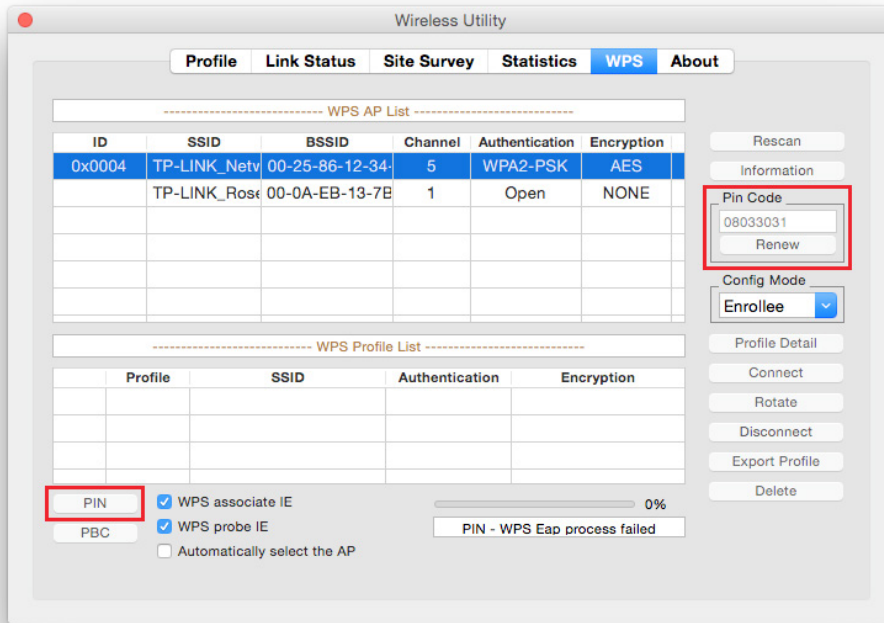 Wireless Utility
Profile Link Status Site Survey Statistics WPS About
---------------------------- WPS AP List ----------------------------
ID SSID BSSID Channel Authentication Encryption
0x0004 TP-LINK_Netw 00-25-86-12-34- 5 WPA2-PSK AES
TP-LINK_Rose 00-0A-EB-13-7B 1 Open NONE
Rescan
Information
Pin Code
08033031
Renew
Config Mode
Enrollee
---------------------------- WPS Profile List ----------------------------
Profile SSID Authentication Encryption
Profile Detail
Connect
Rotate
Disconnect
Export Profile
Delete
PIN
PBC
WPS associate IE
WPS probe IE
Automatically select the AP
0%
PIN - WPS Eap process failed